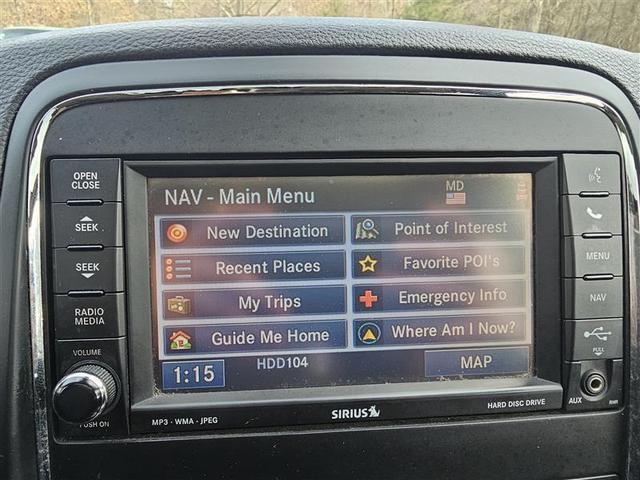 OPEN
CLOSE
SEEK
SEEK
RADIO
MEDIA
VOLUME
PUSH ON
NAV - Main Menu
MD
New Destination
Point of Interest
Recent Places
Favorite POI's
My Trips
Emergency Info
Guide Me Home
Where Am I Now?
1:15
HDD104
MAP
MP3 · WMA · JPEG
SIRIUS
HARD DISC DRIVE
MENU
NAV
PULL
AUX